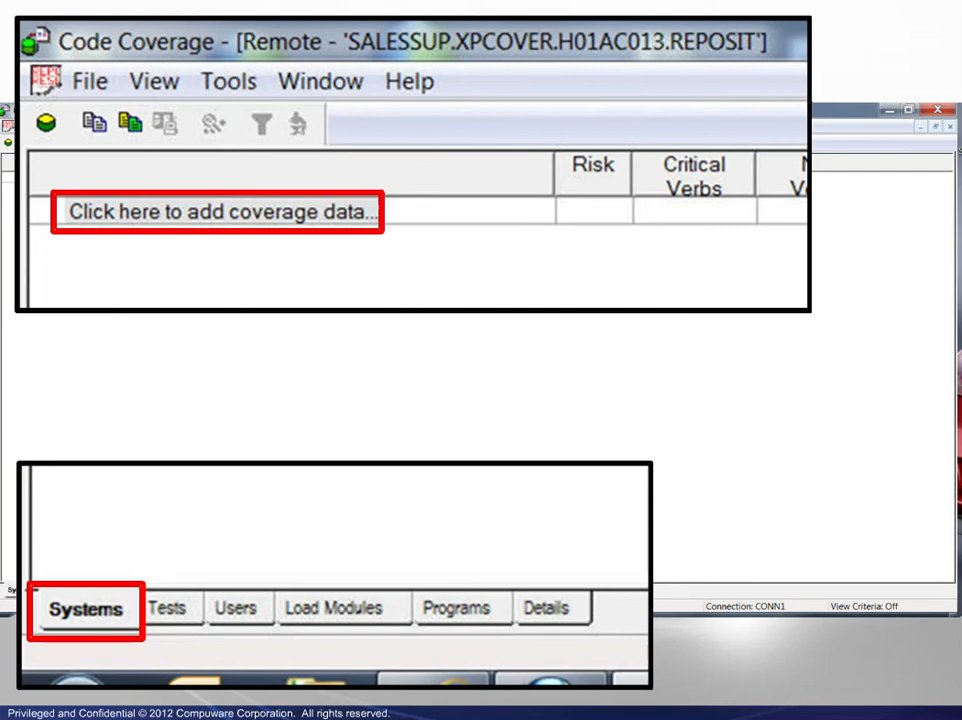 Code Coverage - [Remote - 'SALESSUP.XPCOVER.H01AC013.REPOSIT']
File View Tools Window Help
Risk Critical Verbs
Click here to add coverage data...
Systems Tests Users Load Modules Programs Details
Connection: CONN1 View Criteria: Off
Privileged and Confidential © 2012 Compuware Corporation. All rights reserved.